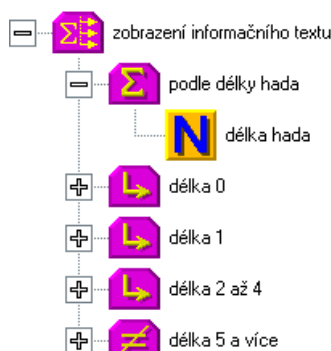 zobrazení informačního textu
podle délky hada
N
délka hada
délka 0
délka 1
délka 2 až 4
délka 5 a více